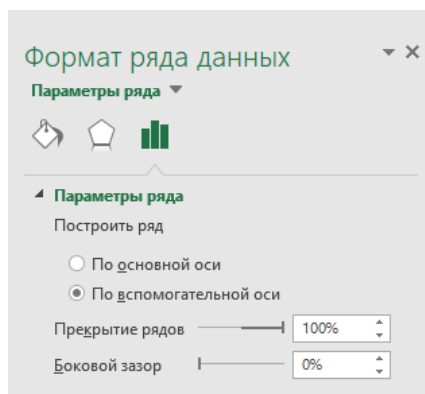 Формат ряда данных
Параметры ряда
Параметры ряда
Построить ряд
По основной оси
По вспомогательной оси
Прекрытие рядов 100%
Боковой зазор 0%